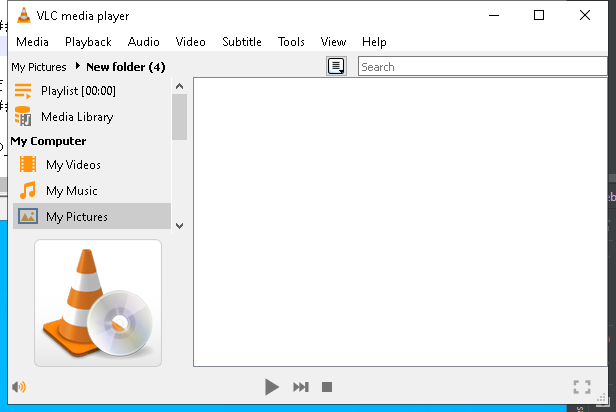 VLC media player
Media Playback Audio Video Subtitle Tools View Help
My Pictures New folder (4)
Search
Playlist [00:00]
Media Library
My Computer
My Videos
My Music
My Pictures